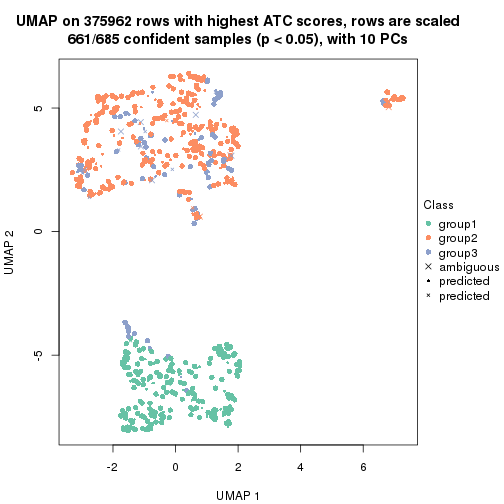 UMAP on 375962 rows with highest ATC scores, rows are scaled
661/685 confident samples (p < 0.05), with 10 PCs
5
0
-5
UMAP 2
-2
0
2
4
6
UMAP 1
Class
group1
group2
group3
ambiguous
predicted
predicted